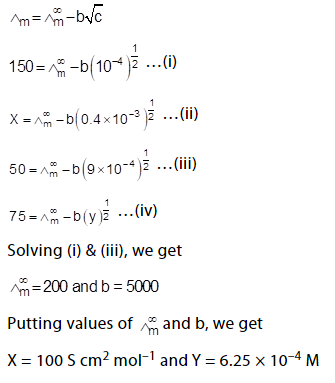 ∧m=∧∞m−b√c
150=∧∞m−b(10⁻⁴)^1/2 ...(i)
X=∧∞m−b(0.4×10⁻³)^1/2 ...(ii)
50=∧∞m−b(9×10⁻⁴)^1/2 ...(iii)
75=∧∞m−b(y)^1/2 ...(iv)
Solving (i) & (iii), we get
∧∞m=200 and b = 5000
Putting values of ∧∞m and b, we get
X = 100 S cm² mol⁻¹ and Y = 6.25 × 10⁻⁴ M